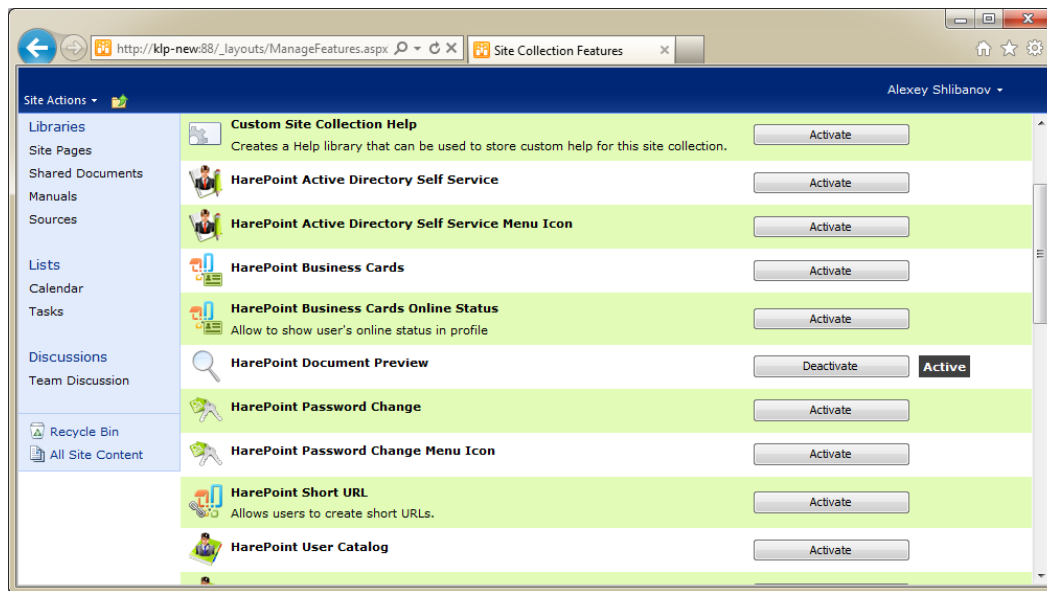 http://klp-new:88/_layouts/ManageFeatures.aspx
Site Collection Features
Site Actions
Alexey Shlibanov
Libraries
Site Pages
Shared Documents
Manuals
Sources
Lists
Calendar
Tasks
Discussions
Team Discussion
Recycle Bin
All Site Content
Custom Site Collection Help
Creates a Help library that can be used to store custom help for this site collection.
Activate
HarePoint Active Directory Self Service
Activate
HarePoint Active Directory Self Service Menu Icon
Activate
HarePoint Business Cards
Activate
HarePoint Business Cards Online Status
Allow to show user's online status in profile
Activate
HarePoint Document Preview
Deactivate
Active
HarePoint Password Change
Activate
HarePoint Password Change Menu Icon
Activate
HarePoint Short URL
Allows users to create short URLs.
Activate
HarePoint User Catalog
Activate